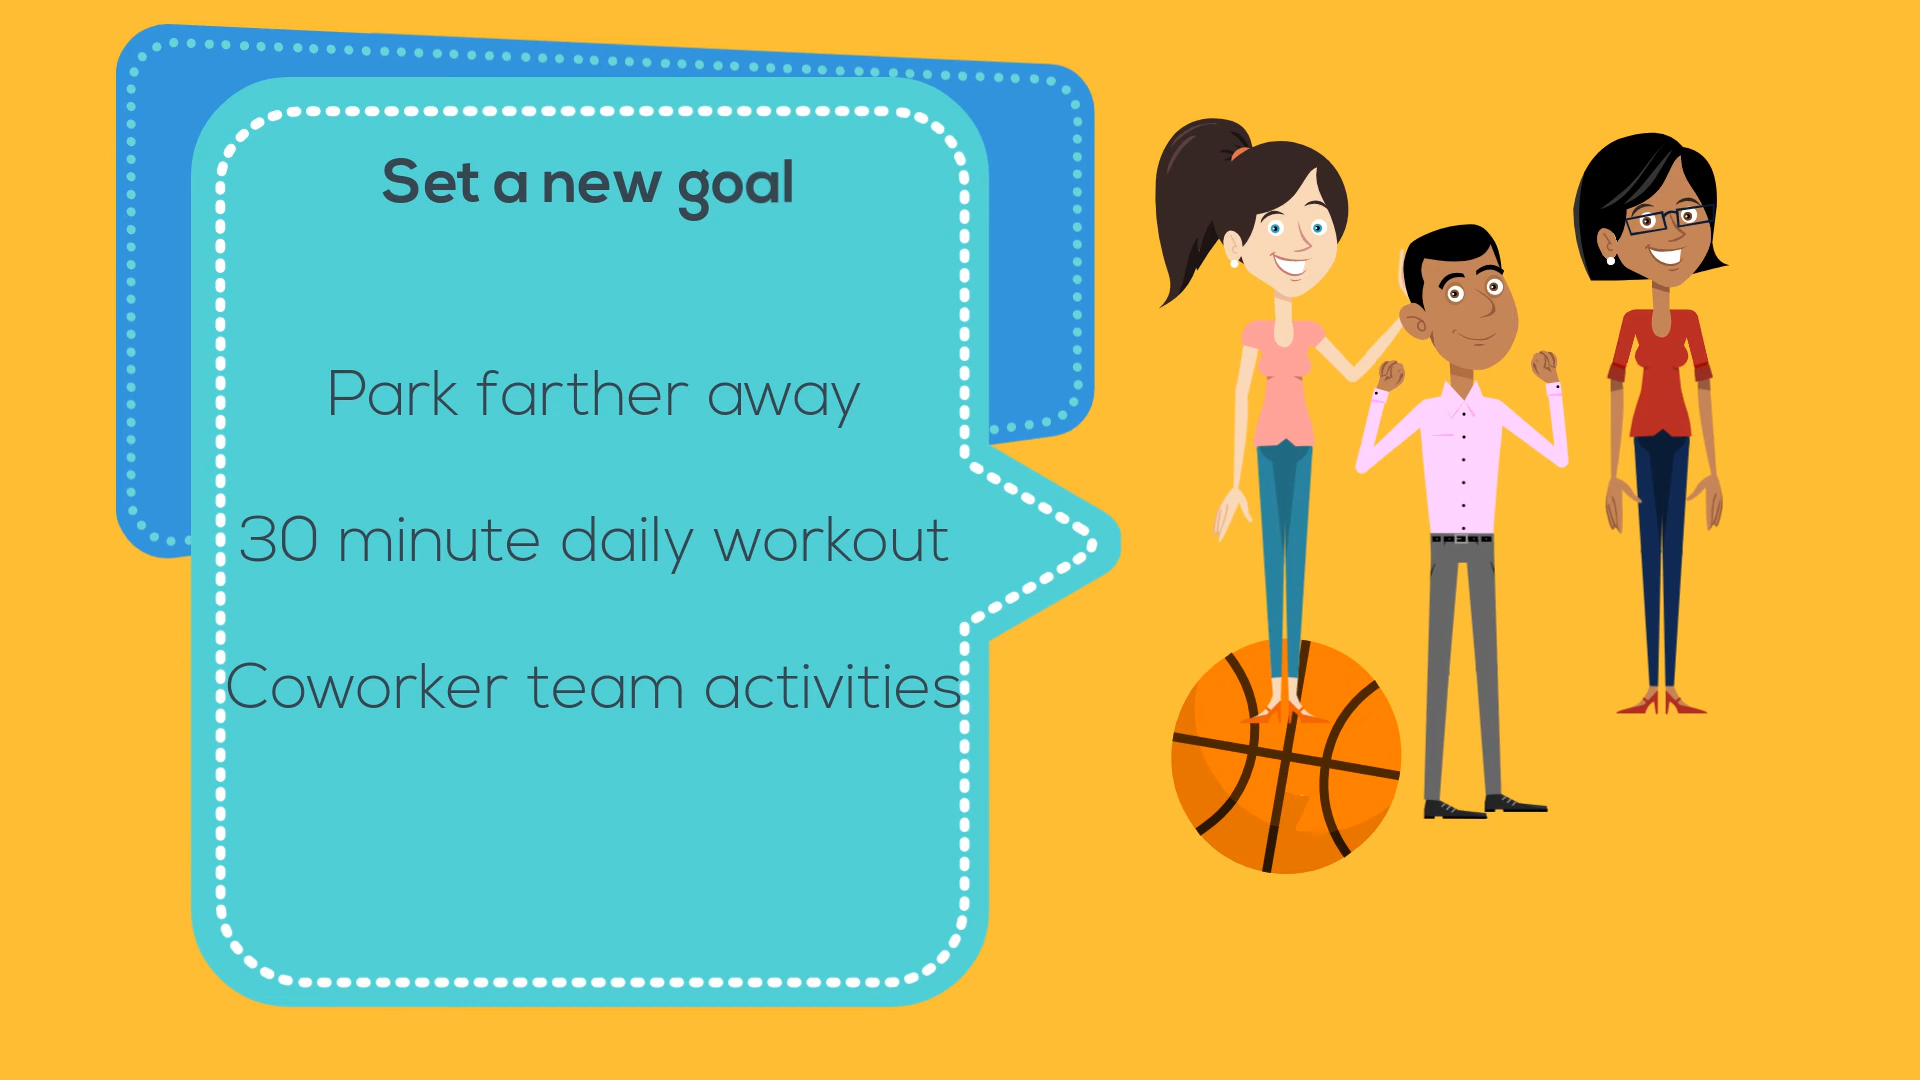 Set a new goal
Park farther away
30 minute daily workout
Coworker team activities